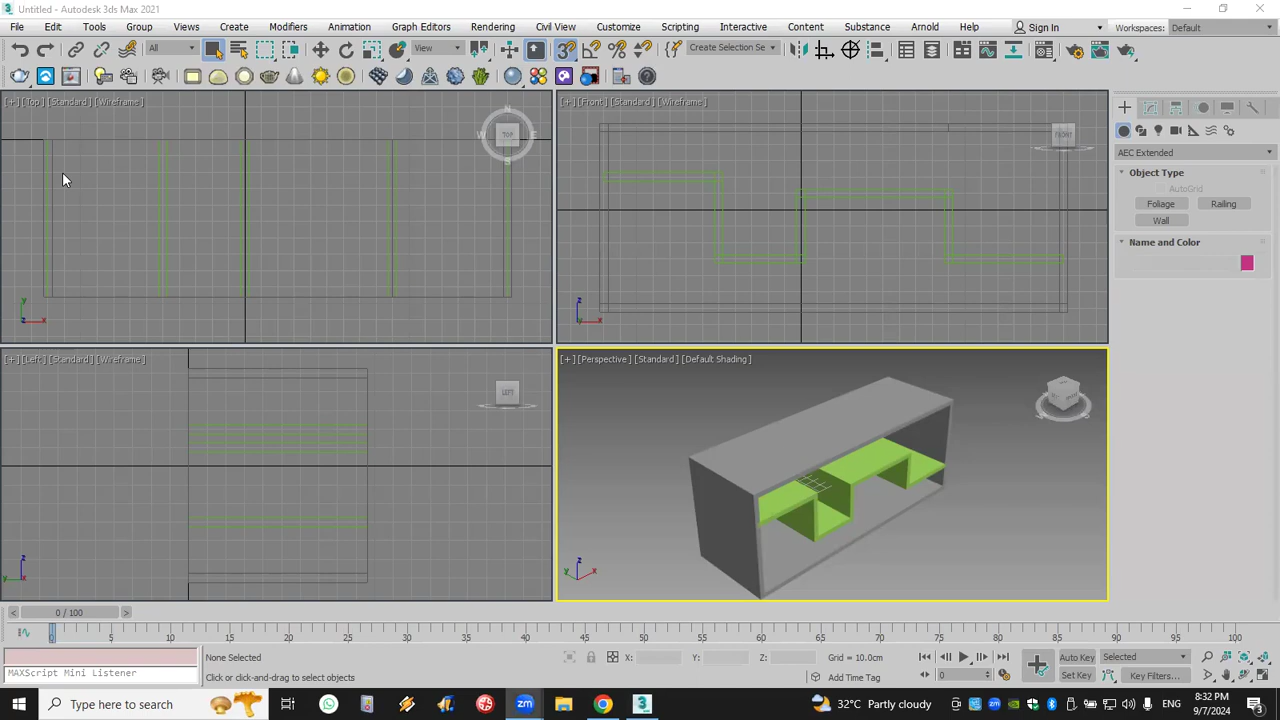 Untitled - Autodesk 3ds Max 2021
File Edit Tools Group Views Create Modifiers Animation Graph Editors Rendering Civil View Customize Scripting Interactive Content Substance Arnold Help Sign In Workspaces: Default
All View Create Selection Se
[+] [Top] [Standard] [Wireframe]
N
W TOP E
S
[+] [Front] [Standard] [Wireframe]
FRONT
AEC Extended
Object Type
AutoGrid
Foliage Railing
Wall
Name and Color
y
x
z
x
[+] [Left] [Standard] [Wireframe]
LEFT
[+] [Perspective] [Standard] [Default Shading]
z
y
x
z
y x
< 0 / 100 >
0 5 10 15 20 25 30 35 40 45 50 55 60 65 70 75 80 85 90 95 100
None Selected X: Y: Z: Grid = 10.0cm Auto Key Selected
MAXScript Mini Listener Click or click-and-drag to select objects Add Time Tag 0 Set Key Key Filters...
Type here to search zm 3 32°C Partly cloudy 8:32 PM
9/7/2024